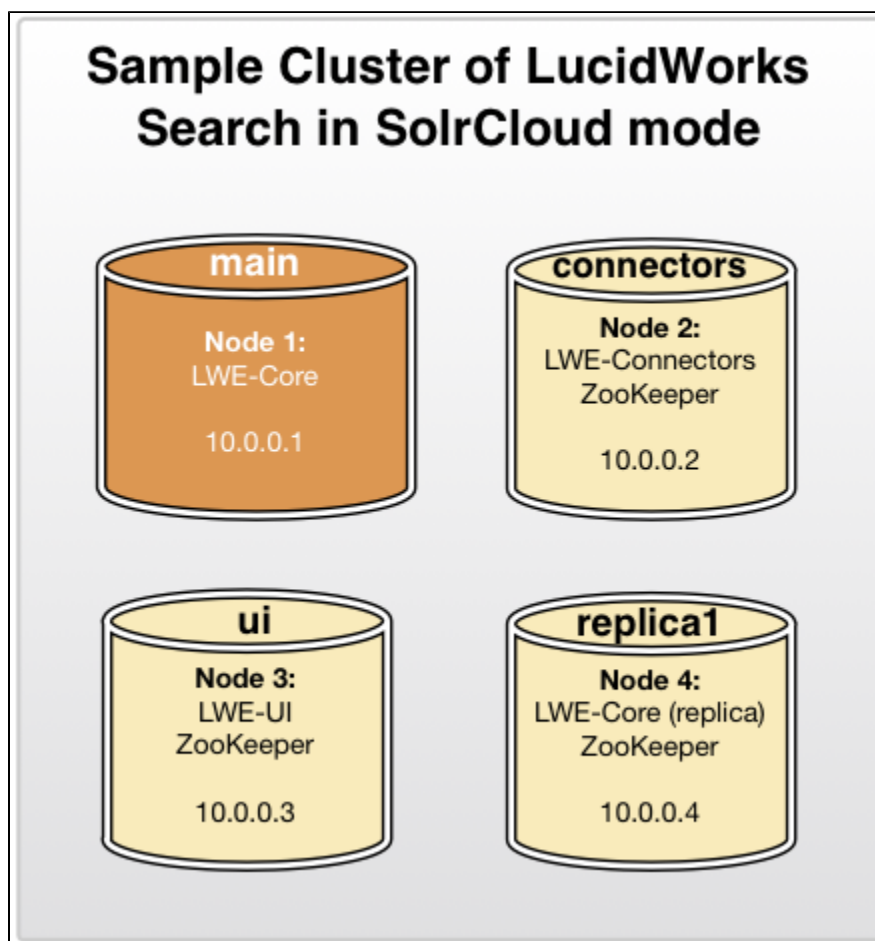 Sample Cluster of LucidWorks
Search in SolrCloud mode
main
Node 1:
LWE-Core
10.0.0.1
connectors
Node 2:
LWE-Connectors
ZooKeeper
10.0.0.2
ui
Node 3:
LWE-UI
ZooKeeper
10.0.0.3
replica1
Node 4:
LWE-Core (replica)
ZooKeeper
10.0.0.4